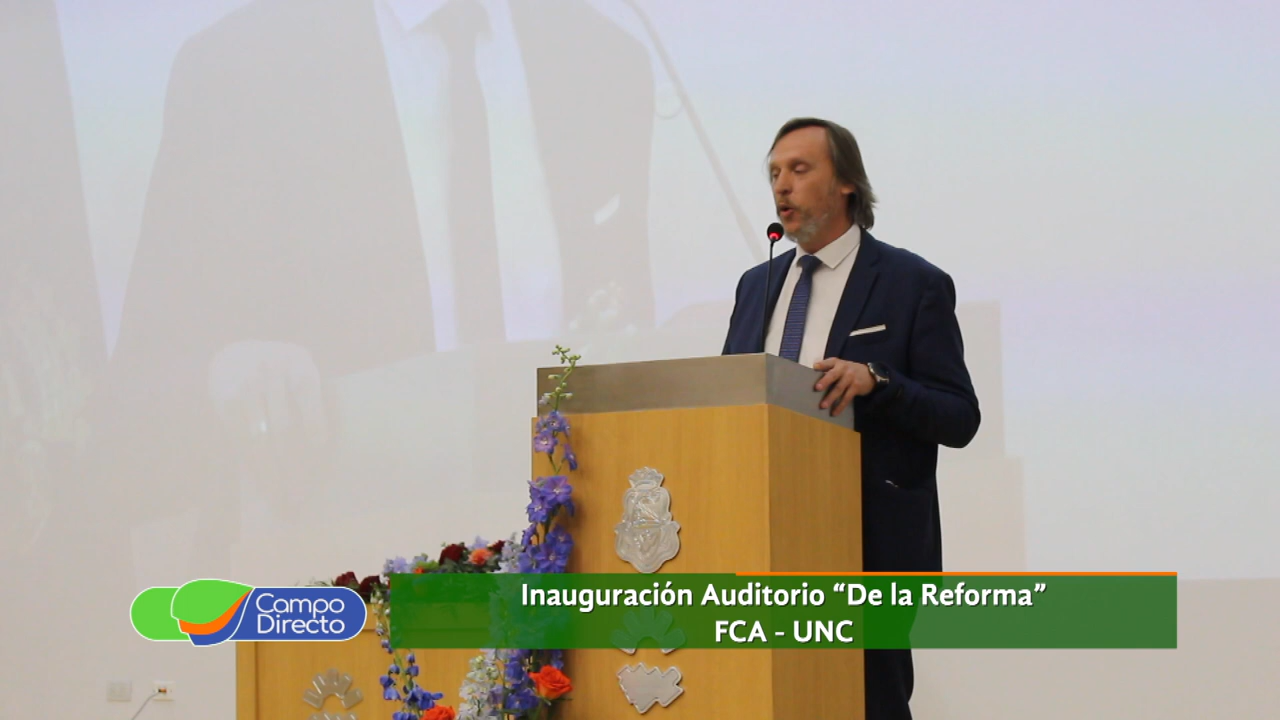 Campo
Directo
Inauguración Auditorio “De la Reforma”
FCA - UNC